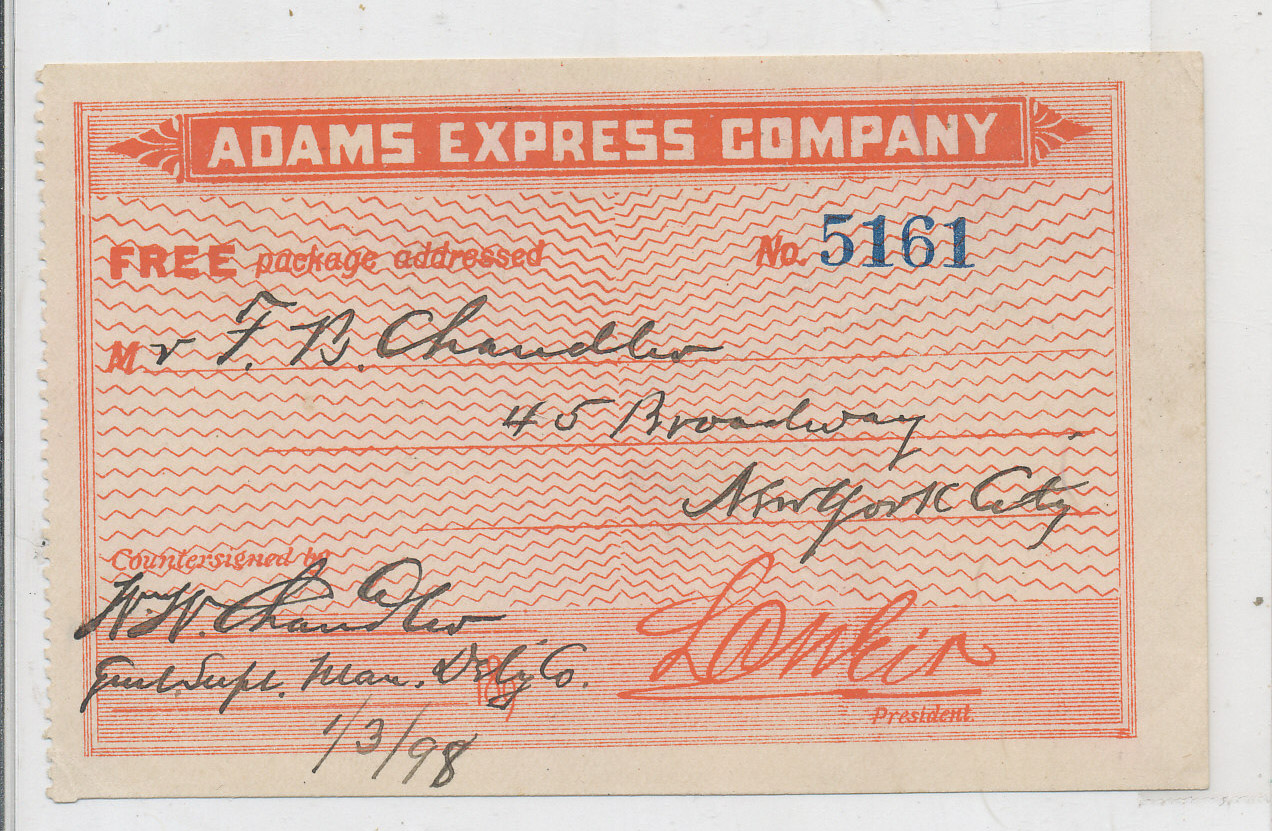 ADAMS EXPRESS COMPANY
FREE package addressed No. 5161
Mr F. B. Chandler
45 Broadway.
New York City
Countersigned by
W. W. Chandler
Genl. Supt. Man. Dely Co. 189
President.
1/3/98